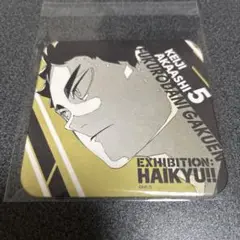 KEIJI
AKAASHI 5
FUKURODANI GAKUEN
EXHIBITION:
HAIKYU!!